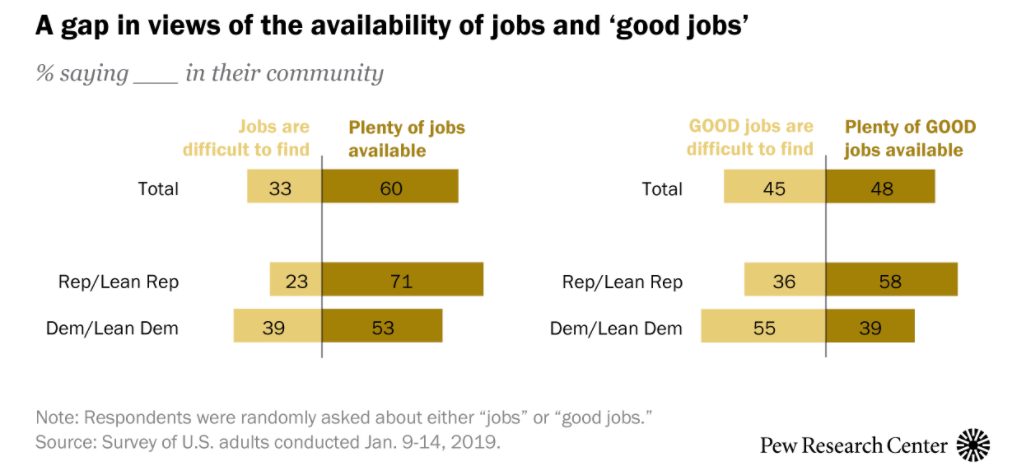 A gap in views of the availability of jobs and ‘good jobs’
% saying ___ in their community
Jobs are
difficult to find
Plenty of jobs
available
Total 33 60
Rep/Lean Rep 23 71
Dem/Lean Dem 39 53
GOOD jobs are
difficult to find
Plenty of GOOD
jobs available
Total 45 48
Rep/Lean Rep 36 58
Dem/Lean Dem 55 39
Note: Respondents were randomly asked about either “jobs” or “good jobs.”
Source: Survey of U.S. adults conducted Jan. 9-14, 2019.
Pew Research Center